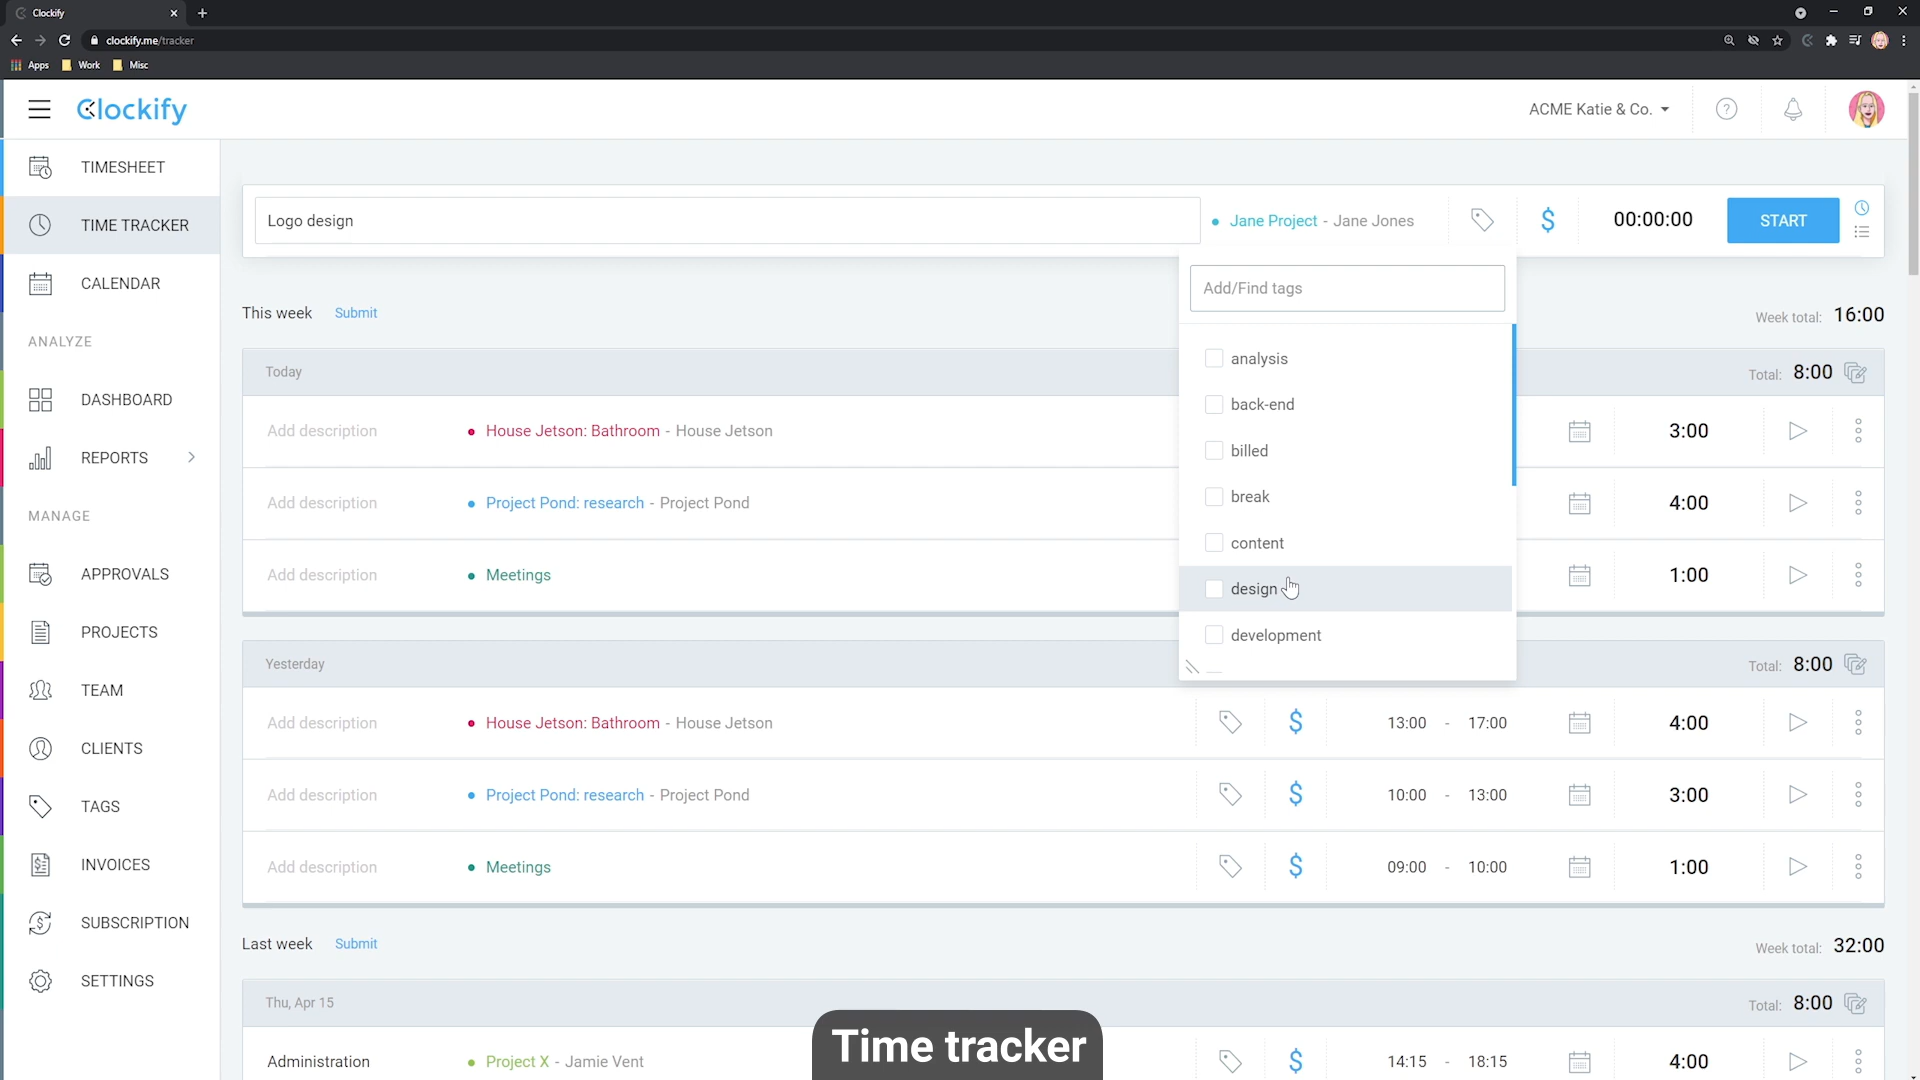 Clockify
clockify.me/tracker
Apps Work Misc
Clockify
ACME Katie & Co.
TIMESHEET
TIME TRACKER
CALENDAR
ANALYZE
DASHBOARD
REPORTS
MANAGE
APPROVALS
PROJECTS
TEAM
CLIENTS
TAGS
INVOICES
SUBSCRIPTION
SETTINGS
Logo design Jane Project - Jane Jones $ 00:00:00 START
Add/Find tags
analysis
back-end
billed
break
content
design
development
This week Submit Week total: 16:00
Today Total: 8:00
Add description House Jetson: Bathroom - House Jetson 3:00
Add description Project Pond: research - Project Pond 4:00
Add description Meetings 1:00
Yesterday Total: 8:00
Add description House Jetson: Bathroom - House Jetson $ 13:00 - 17:00 4:00
Add description Project Pond: research - Project Pond $ 10:00 - 13:00 3:00
Add description Meetings $ 09:00 - 10:00 1:00
Last week Submit Week total: 32:00
Thu, Apr 15 Total: 8:00
Administration Project X - Jamie Vent $ 14:15 - 18:15 4:00
Time tracker